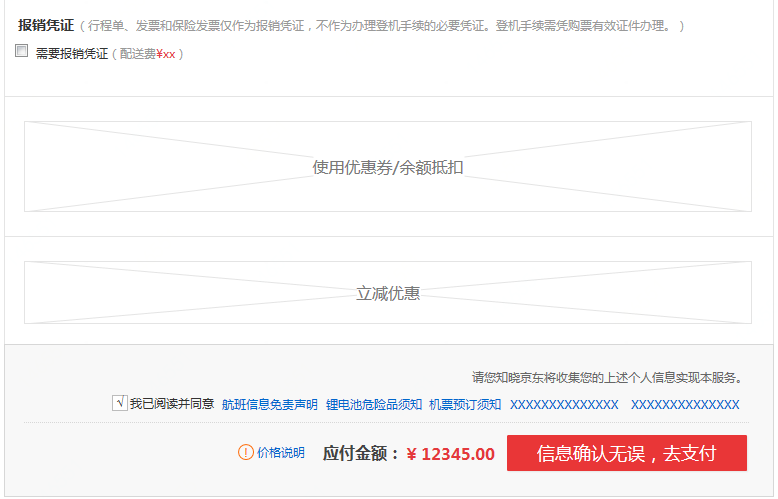 报销凭证（行程单、发票和保险发票仅作为报销凭证，不作为办理登机手续的必要凭证。登机手续需凭购票有效证件办理。）
需要报销凭证（配送费¥xx）
使用优惠券/余额抵扣
立减优惠
请您知晓京东将收集您的上述个人信息实现本服务。
√ 我已阅读并同意 航班信息免责声明 锂电池危险品须知 机票预订须知 XXXXXXXXXXXXXX XXXXXXXXXXXXXX
! 价格说明 应付金额：¥ 12345.00 信息确认无误，去支付